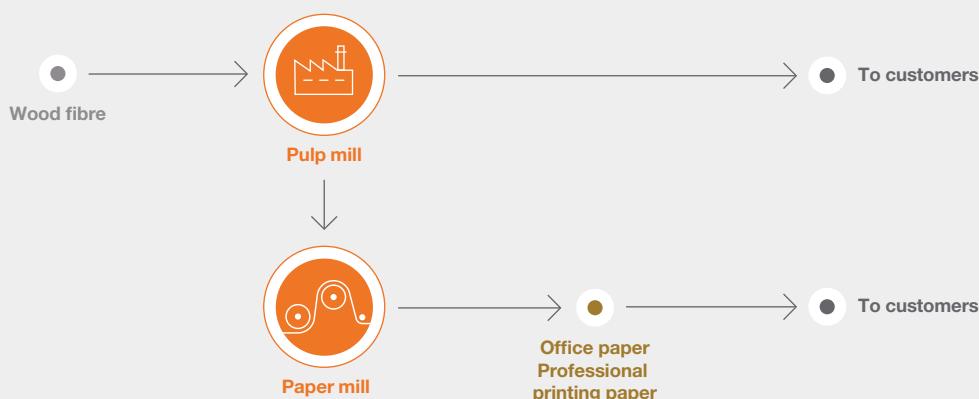 Wood fibre
Pulp mill
To customers
Paper mill
Office paper
Professional
printing paper
To customers